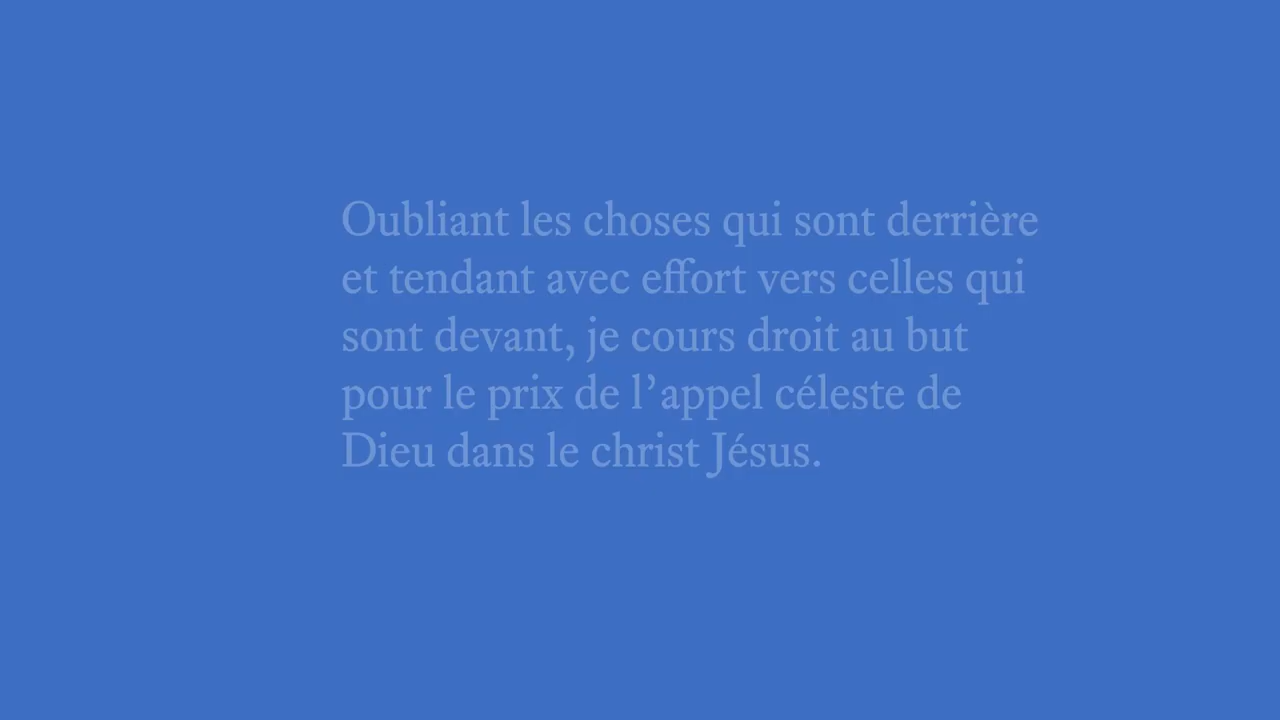 Oubliant les choses qui sont derrière
et tendant avec effort vers celles qui
sont devant, je cours droit au but
pour le prix de l’appel céleste de
Dieu dans le christ Jésus.